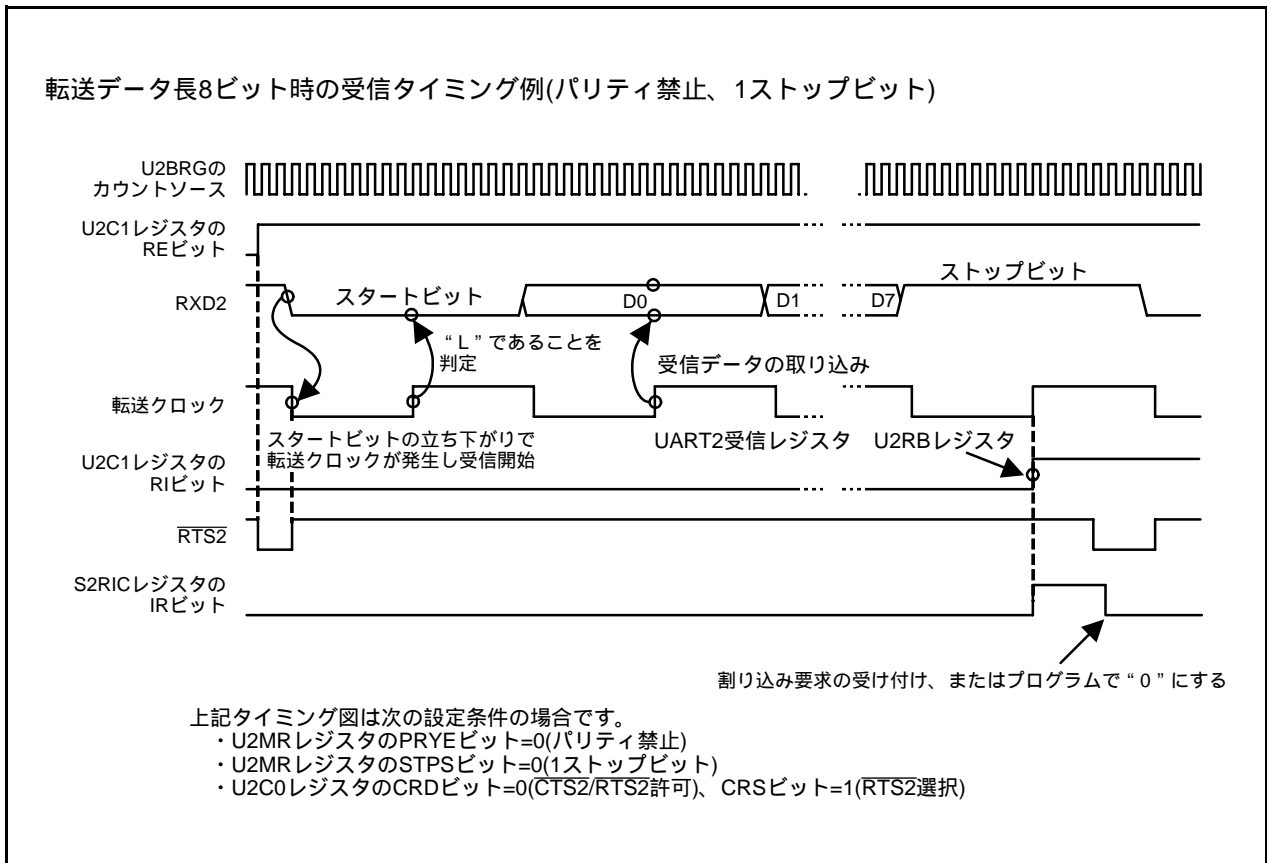 転送データ長8ビット時の受信タイミング例(パリティ禁止、1ストップビット)
U2BRGの
カウントソース
U2C1レジスタの
REビット
RXD2
スタートビット
D0
D1
D7
ストップビット
“L”であることを
判定
受信データの取り込み
転送クロック
スタートビットの立ち下がりで
転送クロックが発生し受信開始
UART2受信レジスタ
U2RBレジスタ
U2C1レジスタの
RIビット
RTS2
S2RICレジスタの
IRビット
割り込み要求の受け付け、またはプログラムで“0”にする
上記タイミング図は次の設定条件の場合です。
・U2MRレジスタのPRYEビット=0(パリティ禁止)
・U2MRレジスタのSTPSビット=0(1ストップビット)
・U2C0レジスタのCRDビット=0(CTS2/RTS2許可)、CRSビット=1(RTS2選択)